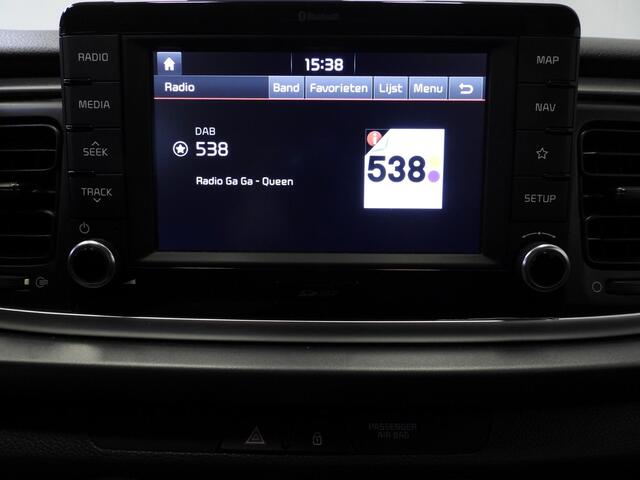 Bluetooth
15:38
RADIO
MEDIA
SEEK
TRACK
Radio
Band
Favorieten
Lijst
Menu
DAB
538
Radio Ga Ga - Queen
538
MAP
NAV
SETUP
PASSENGER
AIR BAG